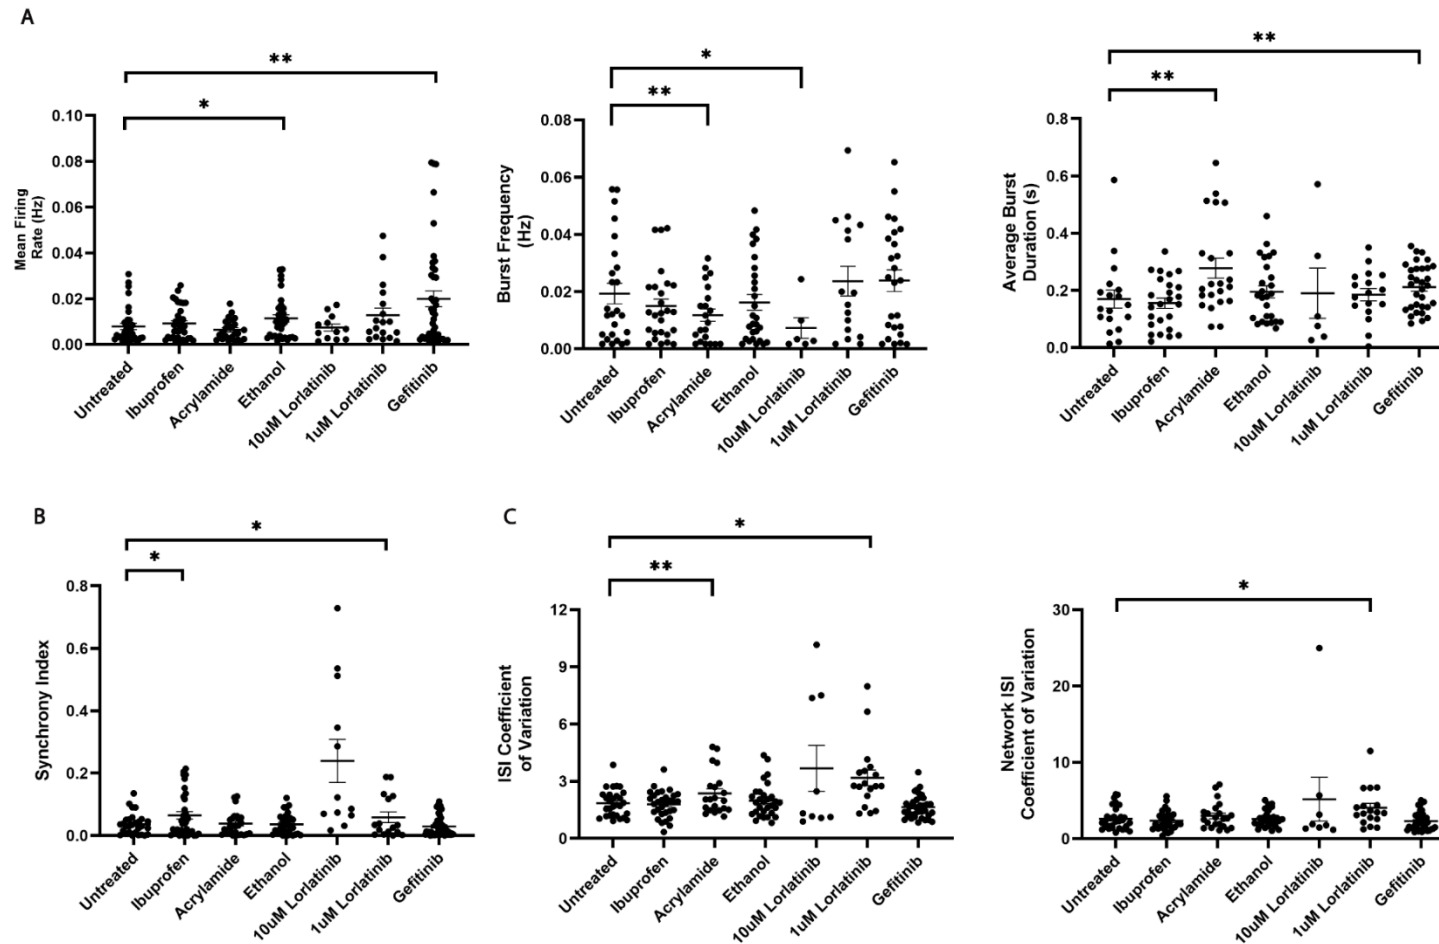 A
**
*
Mean Firing
Rate (Hz)
0.10
0.08
0.06
0.04
0.02
0.00
Untreated
Ibuprofen
Acrylamide
Ethanol
10uM Lorlatinib
1uM Lorlatinib
Gefitinib
*
**
Burst Frequency
(Hz)
0.08
0.06
0.04
0.02
0.00
Untreated
Ibuprofen
Acrylamide
Ethanol
10uM Lorlatinib
1uM Lorlatinib
Gefitinib
**
**
Average Burst
Duration (s)
0.8
0.6
0.4
0.2
0.0
Untreated
Ibuprofen
Acrylamide
Ethanol
10uM Lorlatinib
1uM Lorlatinib
Gefitinib
B
*
*
Synchrony Index
0.8
0.6
0.4
0.2
0.0
Untreated
Ibuprofen
Acrylamide
Ethanol
10uM Lorlatinib
1uM Lorlatinib
Gefitinib
C
*
**
ISI Coefficient
of Variation
12
9
6
3
0
Untreated
Ibuprofen
Acrylamide
Ethanol
10uM Lorlatinib
1uM Lorlatinib
Gefitinib
*
Network ISI
Coefficient of Variation
30
20
10
0
Untreated
Ibuprofen
Acrylamide
Ethanol
10uM Lorlatinib
1uM Lorlatinib
Gefitinib